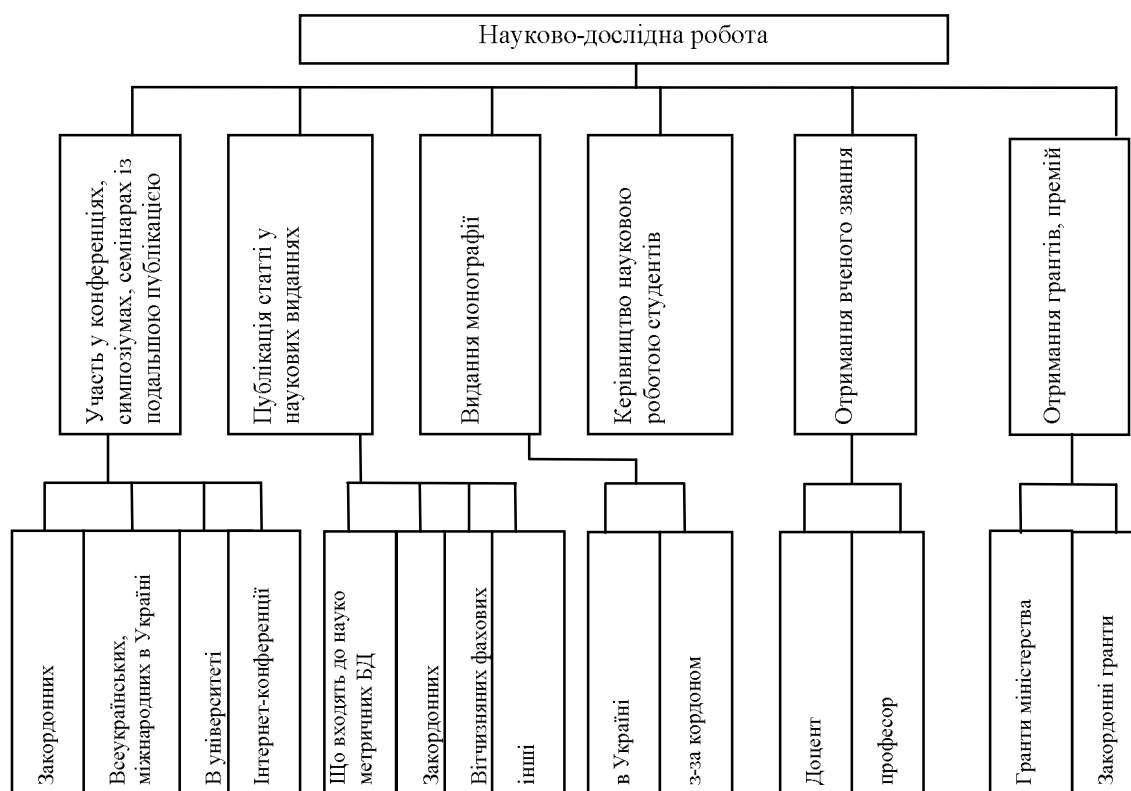 Науково-дослідна робота
Участь у конференціях,
симпозіумах, семінарах із
подальшою публікацією
Публікація статті у
наукових виданнях
Видання монографії
Керівництво науковою
роботою студентів
Отримання вченого звання
Отримання грантів, премій
Закордонних
Всеукраїнських,
міжнародних в Україні
В університеті
Інтернет-конференції
Що входять до науко
метричних БД
Закордонних
Вітчизняних фахових
інші
в Україні
з-за кордоном
Доцент
професор
Гранти міністерства
Закордонні гранти